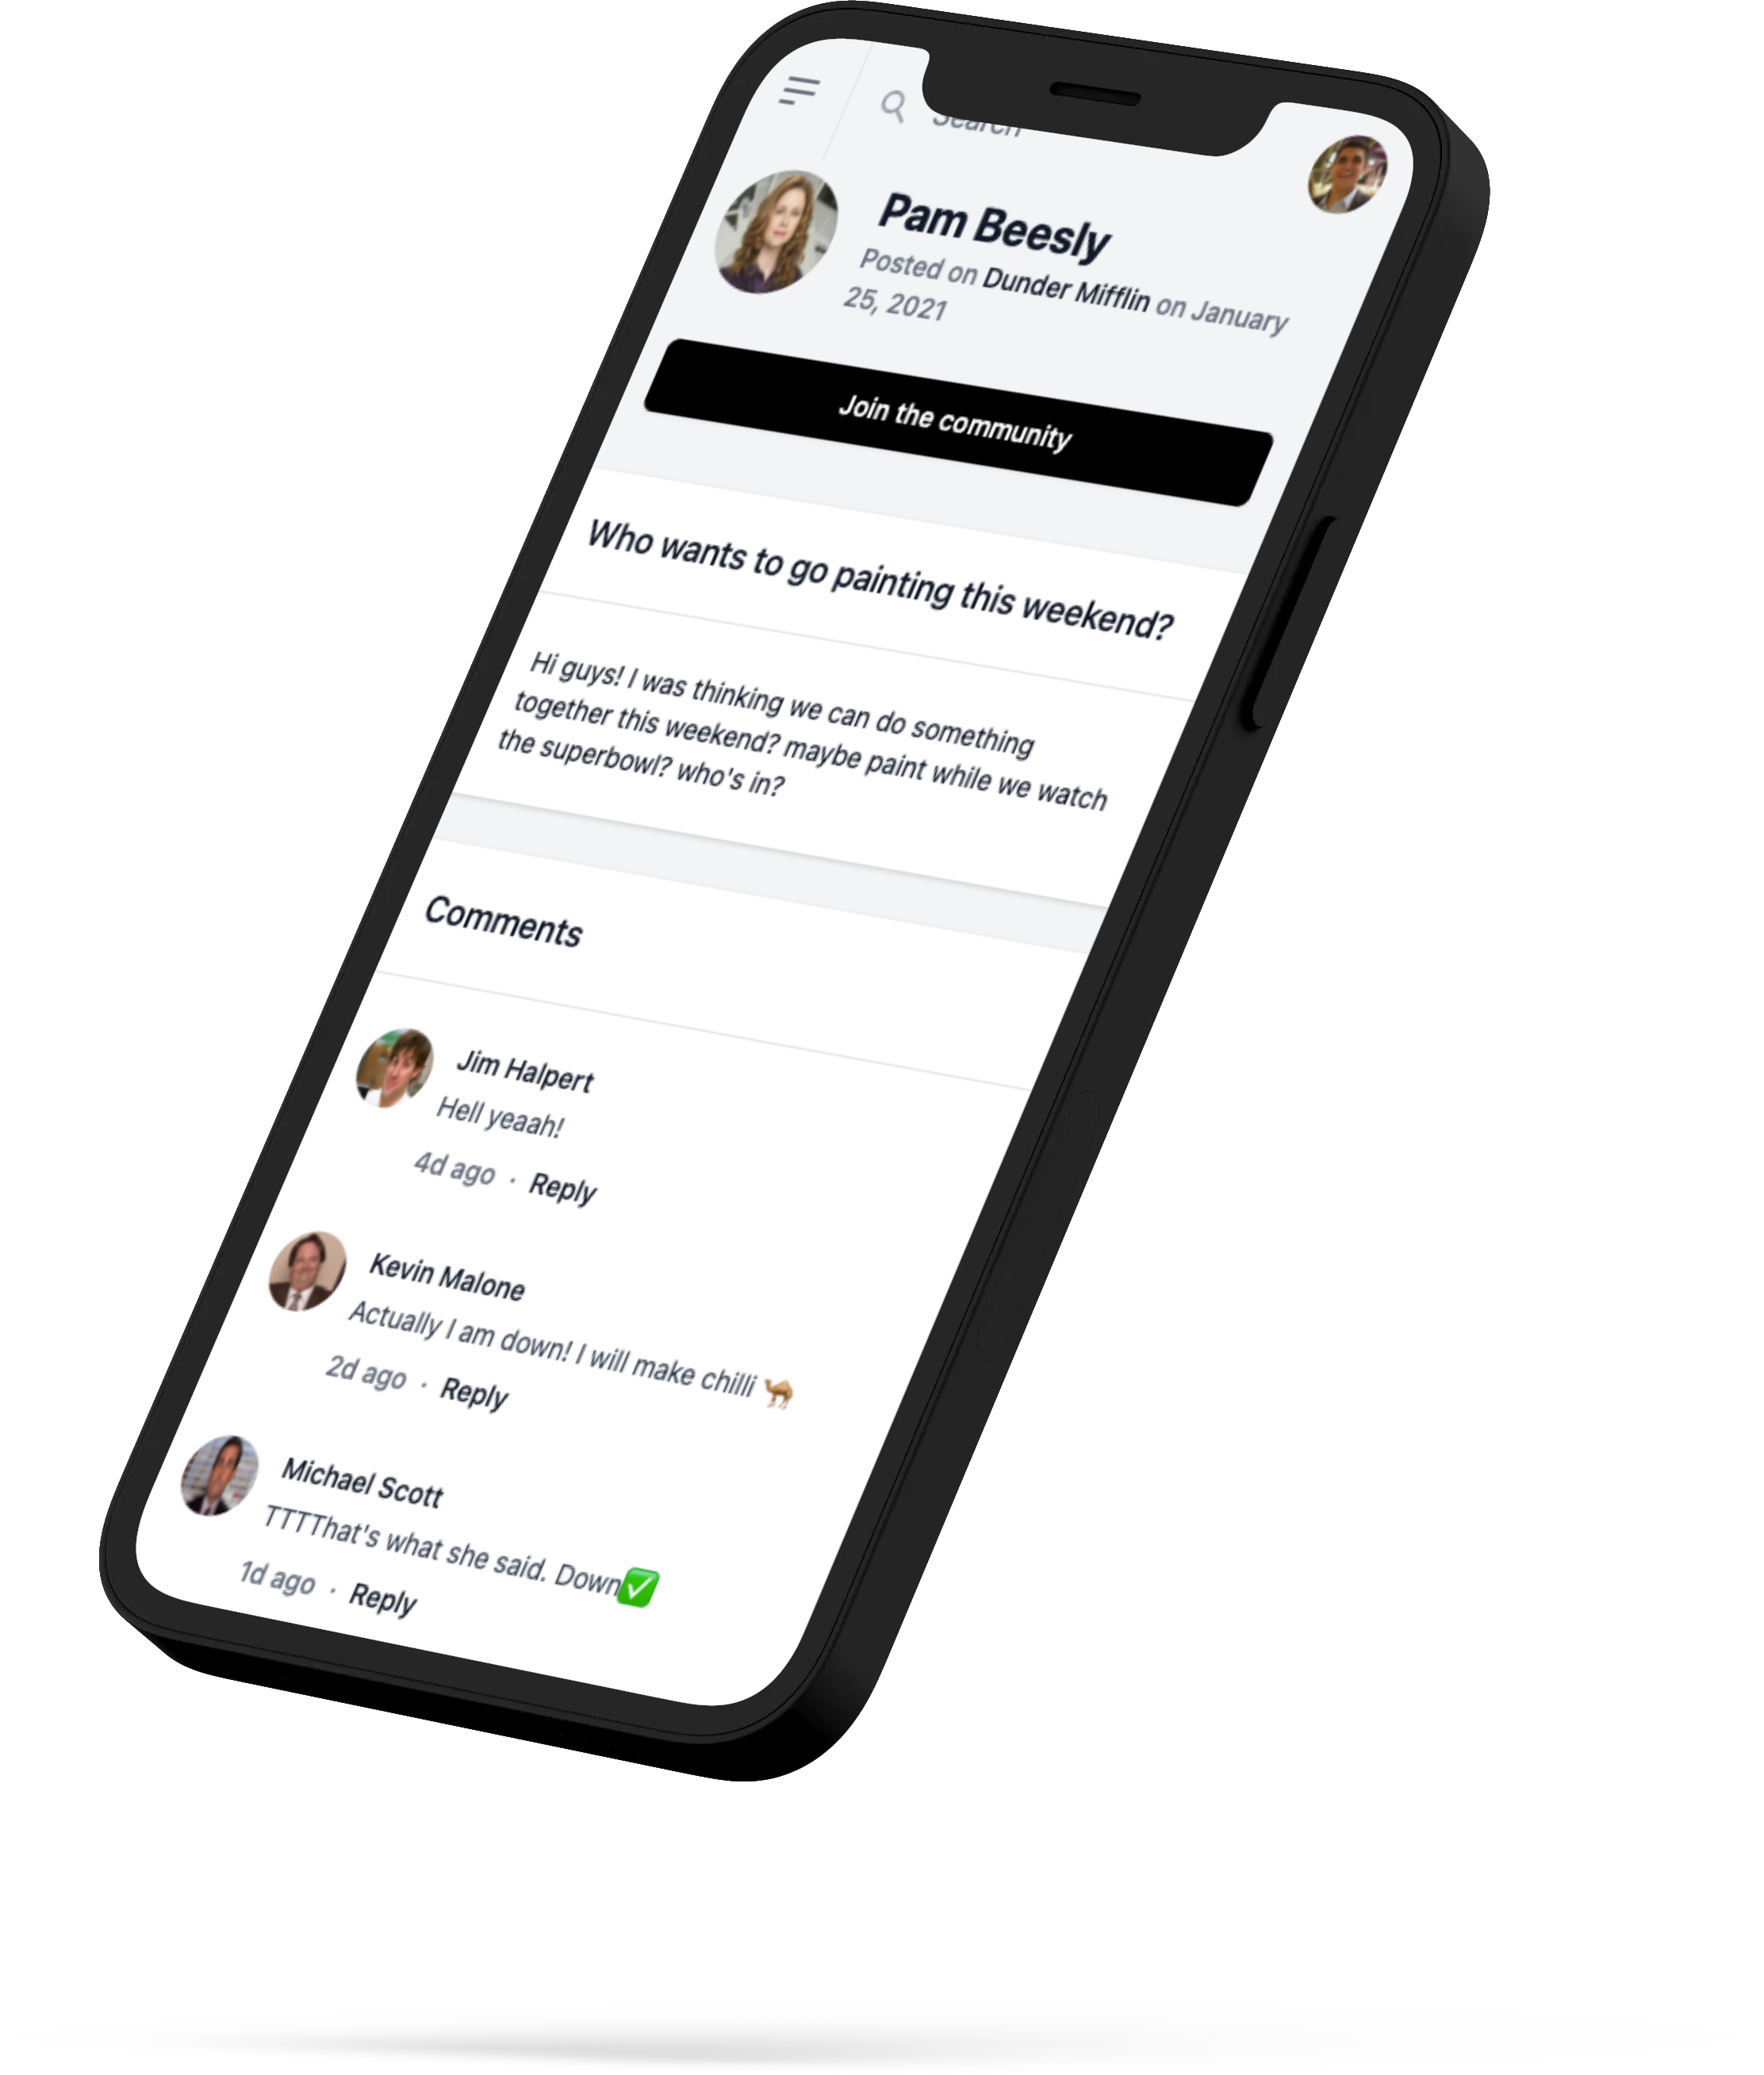 Search
Pam Beesly
Posted on Dunder Mifflin on January
25, 2021
Join the community
Who wants to go painting this weekend?
Hi guys! I was thinking we can do something
together this weekend? maybe paint while we watch
the superbowl? who's in?
Comments
Jim Halpert
Hell yeaah!
4d ago · Reply
Kevin Malone
Actually I am down! I will make chilli 🐪
2d ago · Reply
Michael Scott
TTTThat's what she said. Down✅
1d ago · Reply